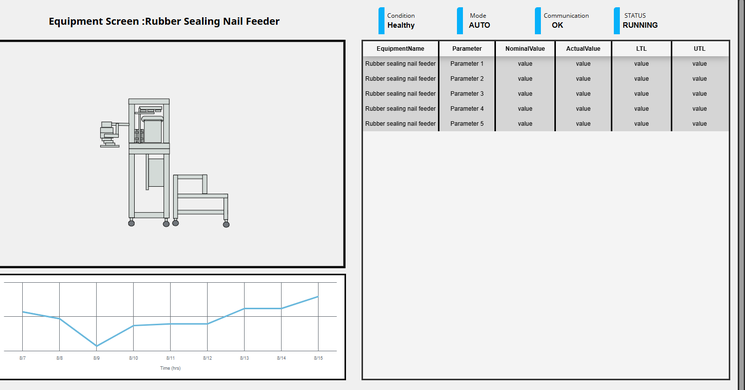 Equipment Screen :Rubber Sealing Nail Feeder
Condition
Healthy
Mode
AUTO
Communication
OK
STATUS
RUNNING
EquipmentName Parameter NominalValue ActualValue LTL UTL
Rubber sealing nail feeder Parameter 1 value value value value
Rubber sealing nail feeder Parameter 2 value value value value
Rubber sealing nail feeder Parameter 3 value value value value
Rubber sealing nail feeder Parameter 4 value value value value
Rubber sealing nail feeder Parameter 5 value value value value
8/7 8/8 8/9 8/10 8/11 8/12 8/13 8/14 8/15
Time (hrs)